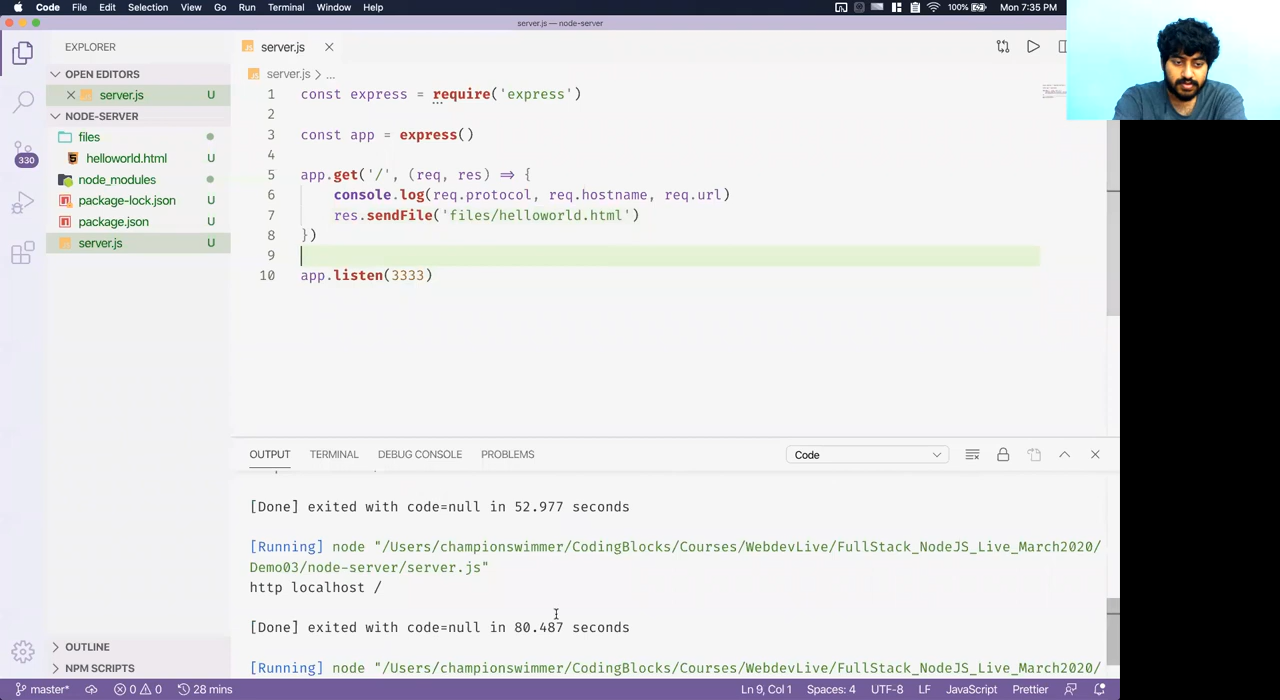 Code File Edit Selection View Go Run Terminal Window Help 100% Mon 7:35 PM
server.js — node-server
EXPLORER
OPEN EDITORS
server.js U
NODE-SERVER
files
helloworld.html U
node_modules
package-lock.json U
package.json U
server.js U
OUTLINE
NPM SCRIPTS
330
server.js
server.js > ...
1 const express = require('express')
2
3 const app = express()
4
5 app.get('/', (req, res) => {
6 console.log(req.protocol, req.hostname, req.url)
7 res.sendFile('files/helloworld.html')
8 })
9
10 app.listen(3333)
OUTPUT TERMINAL DEBUG CONSOLE PROBLEMS Code
[Done] exited with code=null in 52.977 seconds
[Running] node "/Users/championswimmer/CodingBlocks/Courses/WebdevLive/FullStack_NodeJS_Live_March2020/
Demo03/node-server/server.js"
http localhost /
[Done] exited with code=null in 80.487 seconds
[Running] node "/Users/championswimmer/CodingBlocks/Courses/WebdevLive/FullStack_NodeJS_Live_March2020/
master* 0 0 28 mins Ln 9, Col 1 Spaces: 4 UTF-8 LF JavaScript Prettier